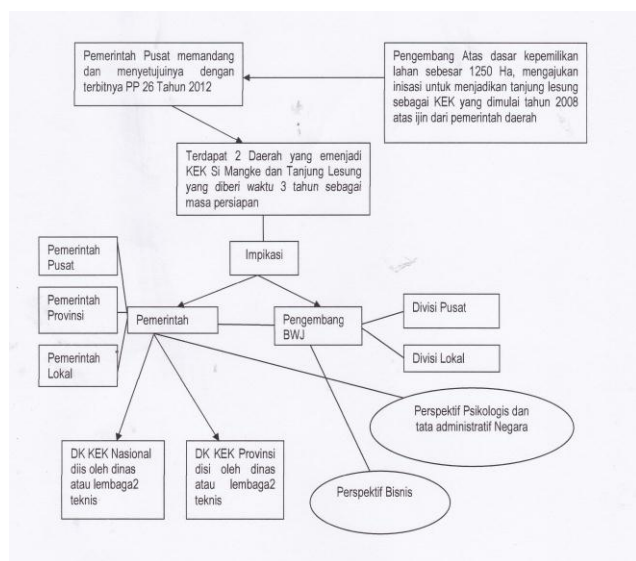 Pemerintah Pusat memandang
dan menyetujuinya dengan
terbitnya PP 26 Tahun 2012
Pengembang Atas dasar kepemilikan
lahan sebesar 1250 Ha, mengajukan
inisasi untuk menjadikan tanjung lesung
sebagai KEK yang dimulai tahun 2008
atas ijin dari pemerintah daerah
Terdapat 2 Daerah yang emenjadi
KEK Si Mangke dan Tanjung Lesung
yang diberi waktu 3 tahun sebagai
masa persiapan
Impikasi
Pemerintah
Pusat
Pemerintah
Provinsi
Pemerintah
Lokal
Pemerintah
Pengembang
BWJ
Divisi Pusat
Divisi Lokal
Perspektif Psikologis dan
tata administratif Negara
DK KEK Nasional
diis oleh dinas
atau lembaga2
teknis
DK KEK Provinsi
disi oleh dinas
atau lembaga2
teknis
Perspektif Bisnis